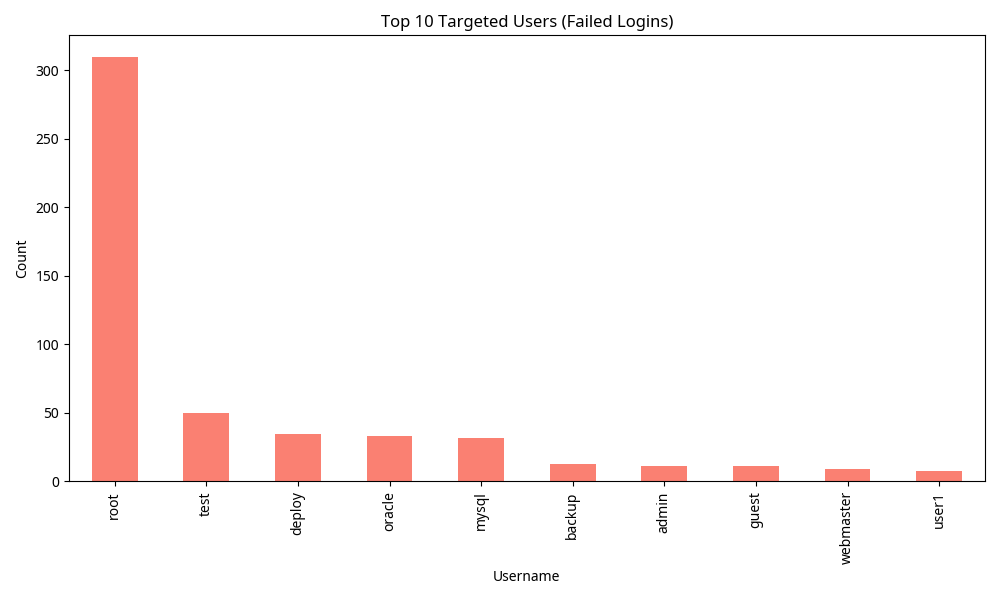 Top 10 Targeted Users (Failed Logins)
Count
300
250
200
150
100
50
0
root
test
deploy
oracle
mysql
backup
admin
guest
webmaster
user1
Username